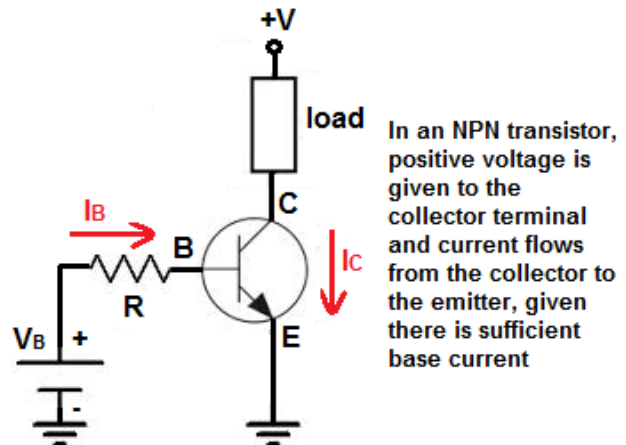 +V
load
C
IB
B
R
IC
E
VB
+
-
In an NPN transistor,
positive voltage is
given to the
collector terminal
and current flows
from the collector to
the emitter, given
there is sufficient
base current